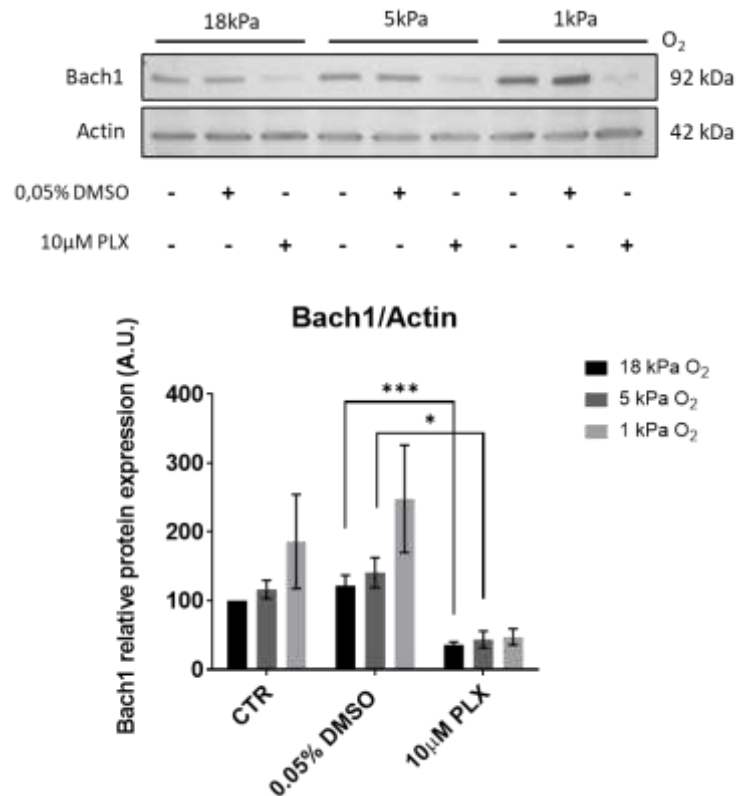 18kPa 5kPa 1kPa
O₂
Bach1 92 kDa
Actin 42 kDa
0,05% DMSO - + - - + - - + -
10µM PLX - - + - - + - - +
Bach1/Actin
Bach1 relative protein expression (A.U.)
400
300
200
100
0
***
*
18 kPa O₂
5 kPa O₂
1 kPa O₂
CTR
0.05% DMSO
10µM PLX